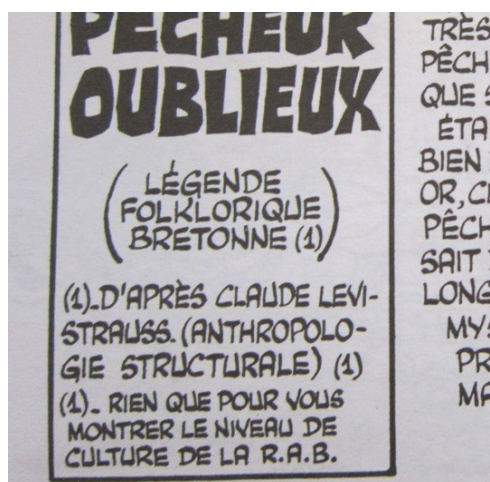 PÊCHEUR
OUBLIEUX
(LÉGENDE
FOLKLORIQUE
BRETONNE (1))
(1)_D'APRÈS CLAUDE LEVI-
STRAUSS. (ANTHROPOLO-
GIE STRUCTURALE) (1)
(1)_ RIEN QUE POUR VOUS
MONTRER LE NIVEAU DE
CULTURE DE LA R.A.B.
TRÈS
PÊCH
QUE S
ÉTA
BIEN
OR, C
PÊCH
SAIT
LONG
MYS
PR
MA